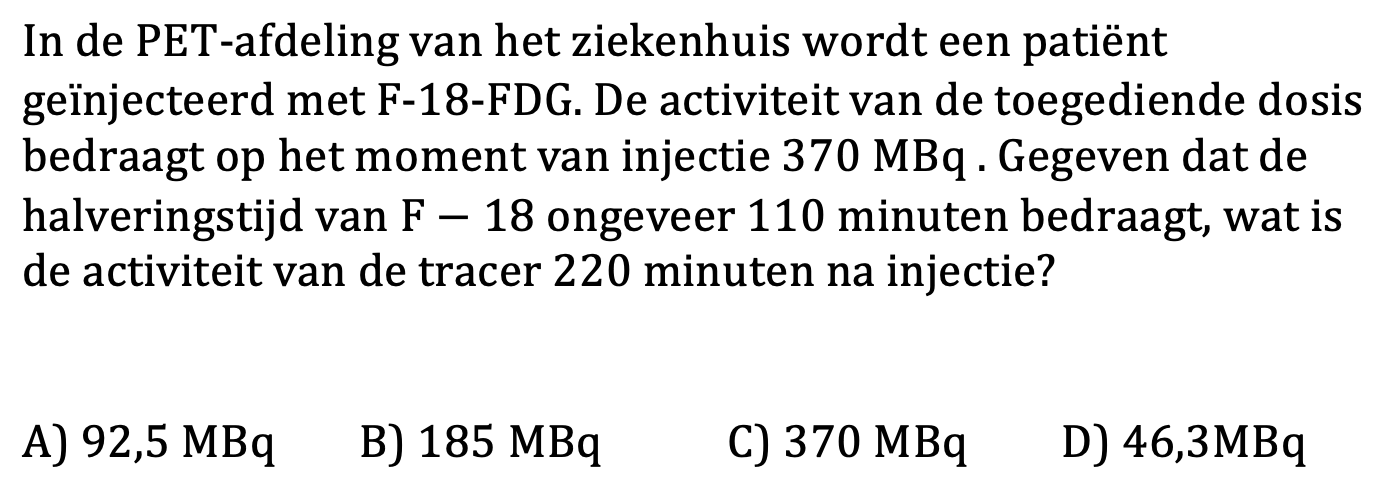 In de PET-afdeling van het ziekenhuis wordt een patiënt
geïnjecteerd met F-18-FDG. De activiteit van de toegediende dosis
bedraagt op het moment van injectie 370 MBq . Gegeven dat de
halveringstijd van F − 18 ongeveer 110 minuten bedraagt, wat is
de activiteit van de tracer 220 minuten na injectie?
A) 92,5 MBq B) 185 MBq C) 370 MBq D) 46,3MBq